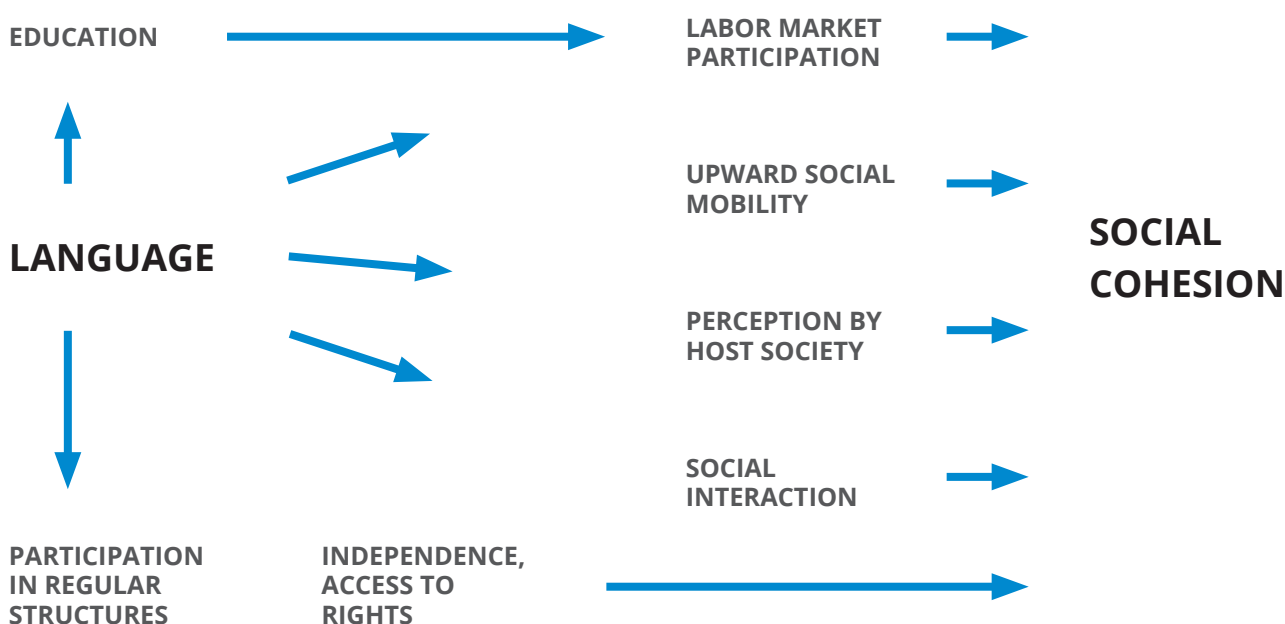 EDUCATION
LABOR MARKET
PARTICIPATION
UPWARD SOCIAL
MOBILITY
LANGUAGE
SOCIAL
COHESION
PERCEPTION BY
HOST SOCIETY
SOCIAL
INTERACTION
PARTICIPATION
IN REGULAR
STRUCTURES
INDEPENDENCE,
ACCESS TO
RIGHTS